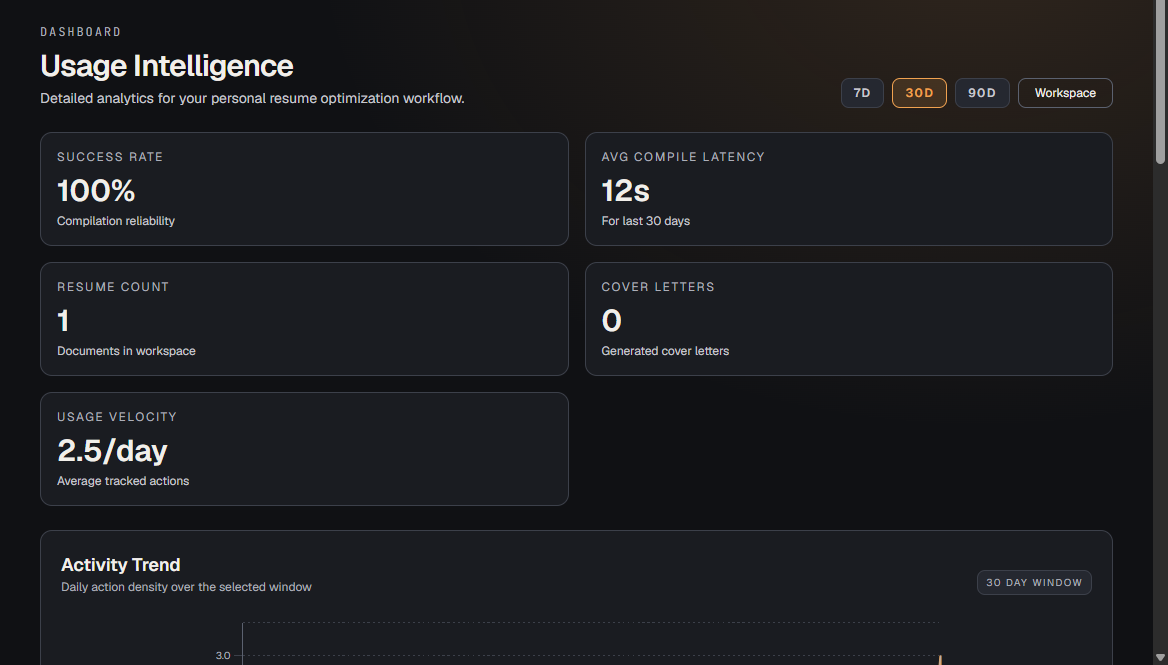 DASHBOARD
Usage Intelligence
Detailed analytics for your personal resume optimization workflow.
7D
30D
90D
Workspace
SUCCESS RATE
100%
Compilation reliability
AVG COMPILE LATENCY
12s
For last 30 days
RESUME COUNT
1
Documents in workspace
COVER LETTERS
0
Generated cover letters
USAGE VELOCITY
2.5/day
Average tracked actions
Activity Trend
Daily action density over the selected window
30 DAY WINDOW
3.0